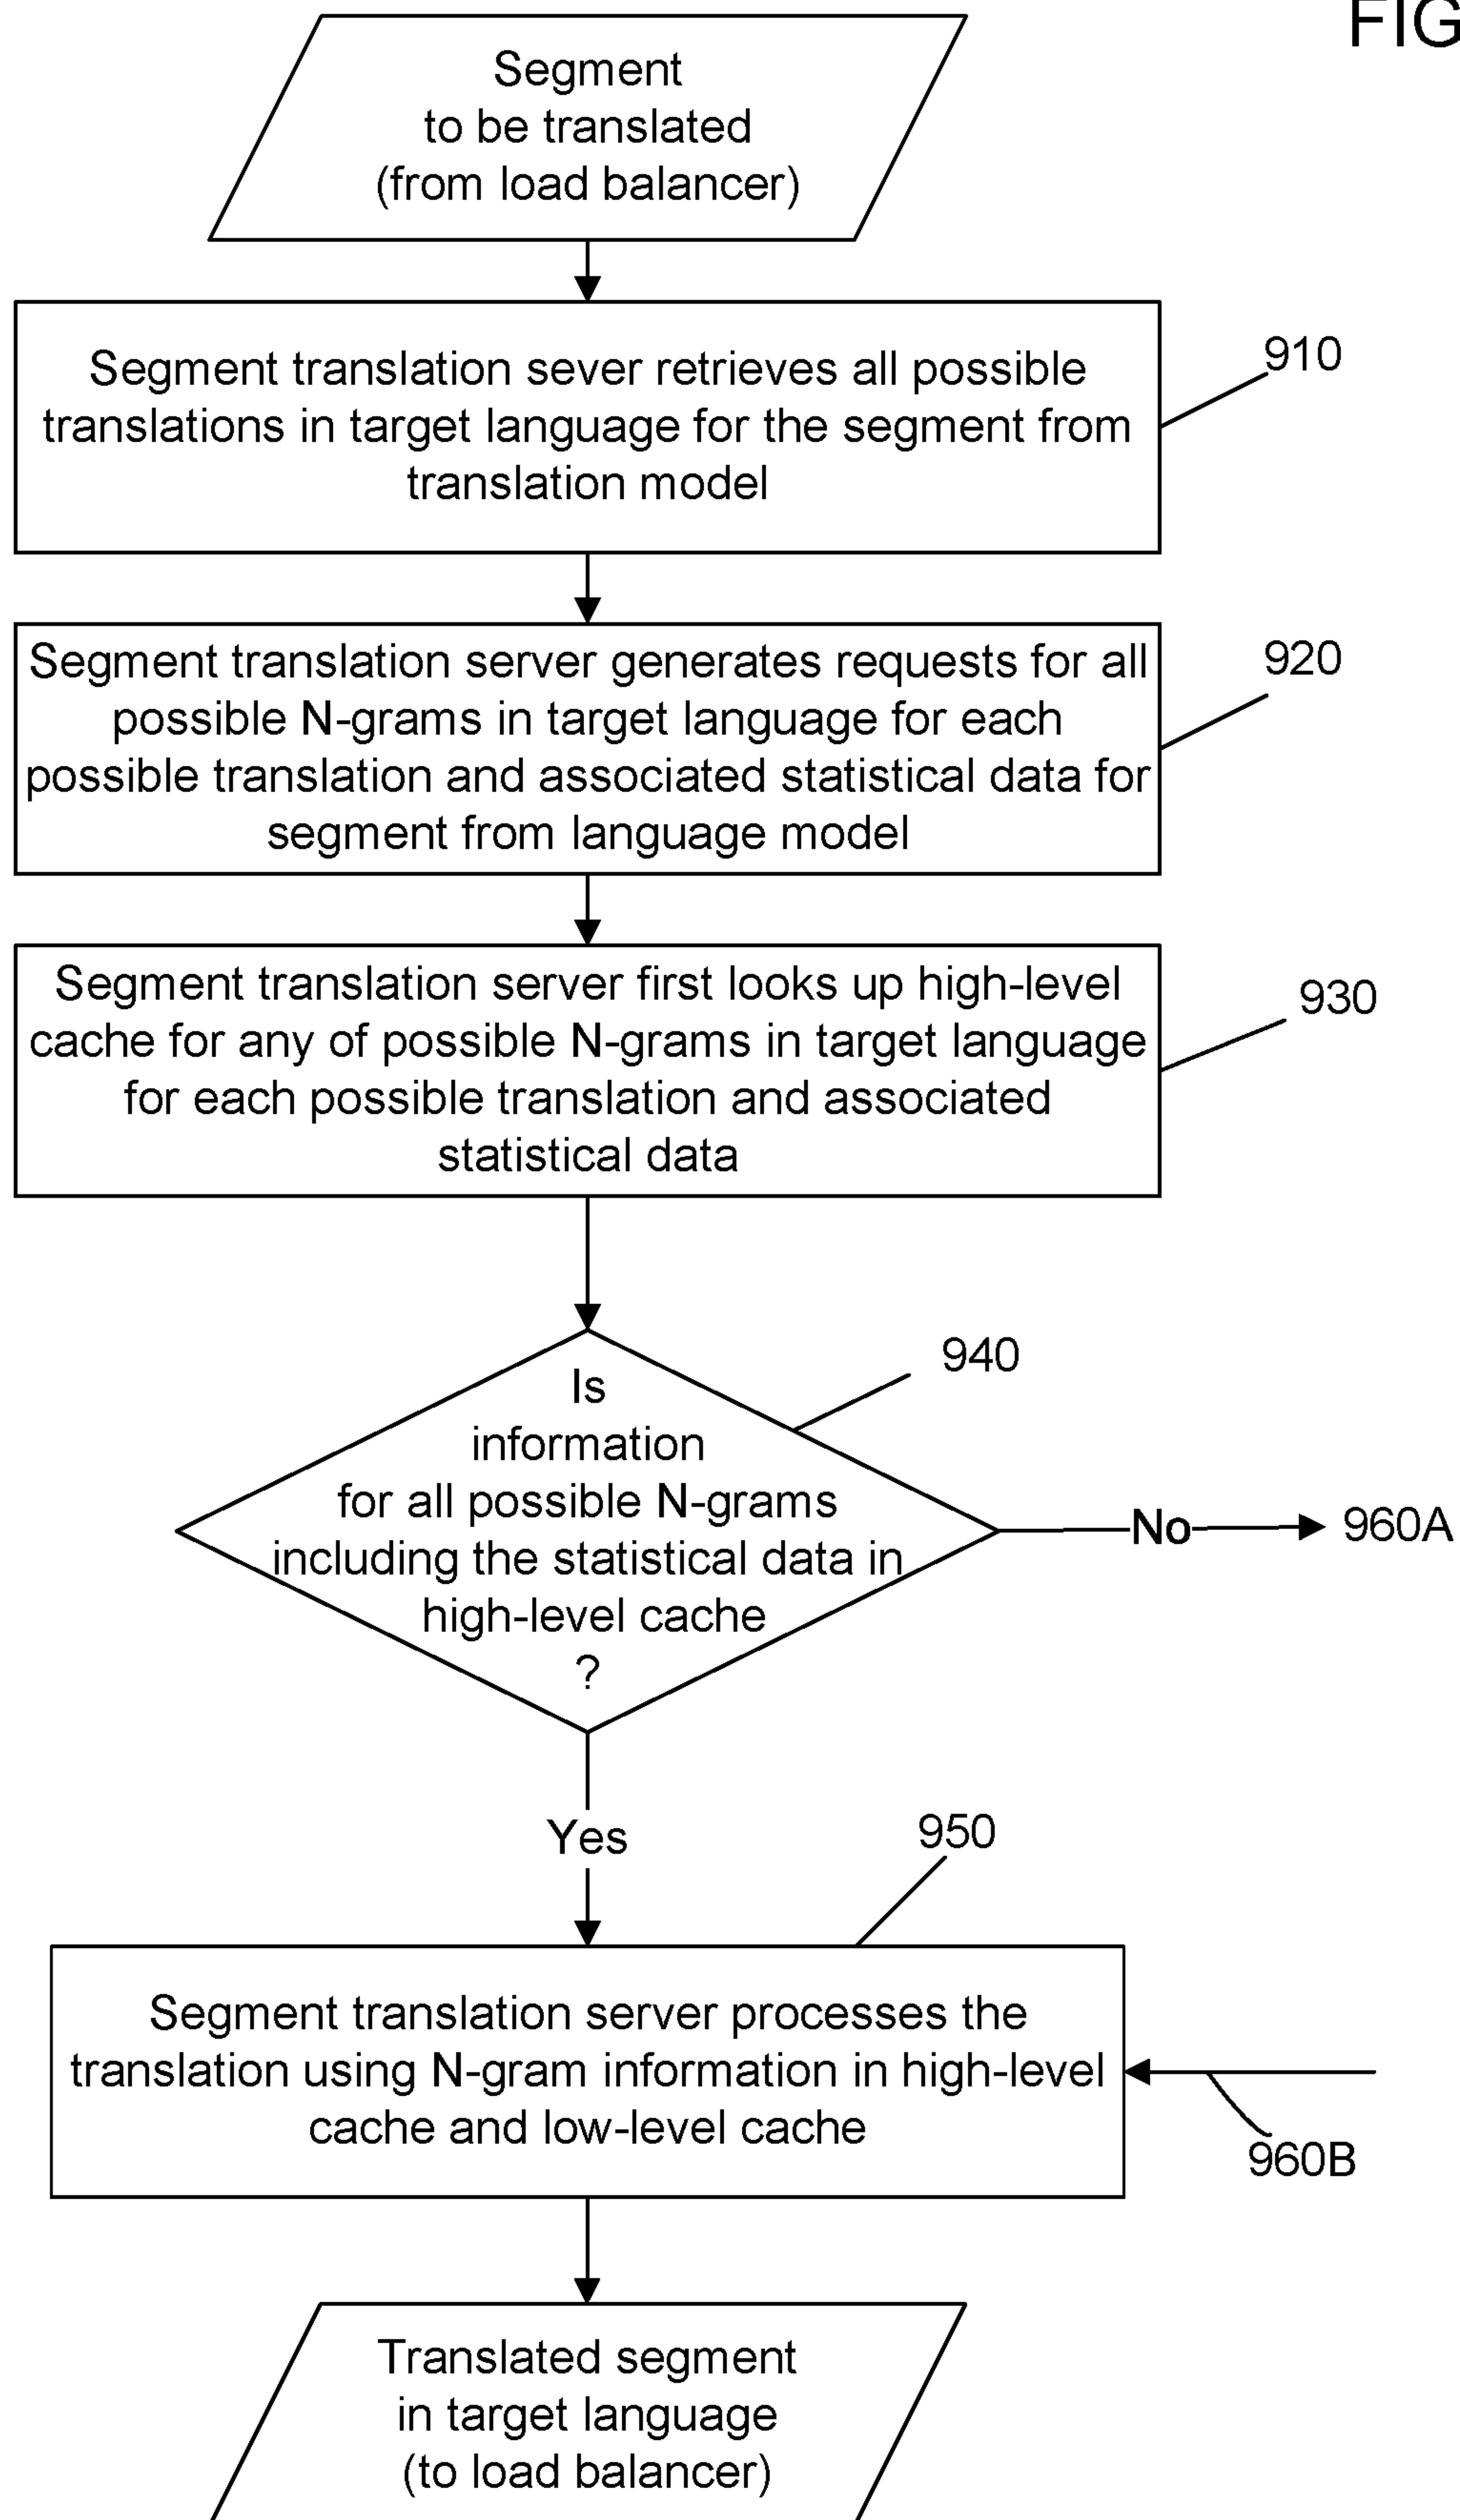 FIG
Segment
to be translated
(from load balancer)
Segment translation sever retrieves all possible
translations in target language for the segment from
translation model
910
Segment translation server generates requests for all
possible N-grams in target language for each
possible translation and associated statistical data for
segment from language model
920
Segment translation server first looks up high-level
cache for any of possible N-grams in target language
for each possible translation and associated
statistical data
930
940
Is
information
for all possible N-grams
including the statistical data in
high-level cache
?
No
960A
Yes
950
Segment translation server processes the
translation using N-gram information in high-level
cache and low-level cache
960B
Translated segment
in target language
(to load balancer)